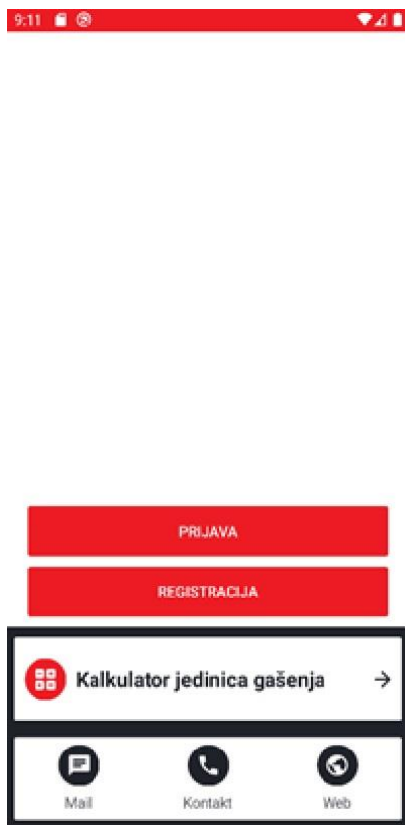 9:11
PRIJAVA
REGISTRACIJA
Kalkulator jedinica gašenja
Mail Kontakt Web